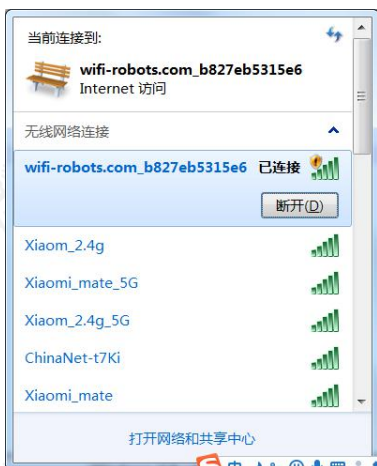 当前连接到:
wifi-robots.com_b827eb5315e6
Internet 访问
无线网络连接
wifi-robots.com_b827eb5315e6 已连接
断开(D)
Xiaom_2.4g
Xiaomi_mate_5G
Xiaom_2.4g_5G
ChinaNet-t7Ki
Xiaomi_mate
打开网络和共享中心